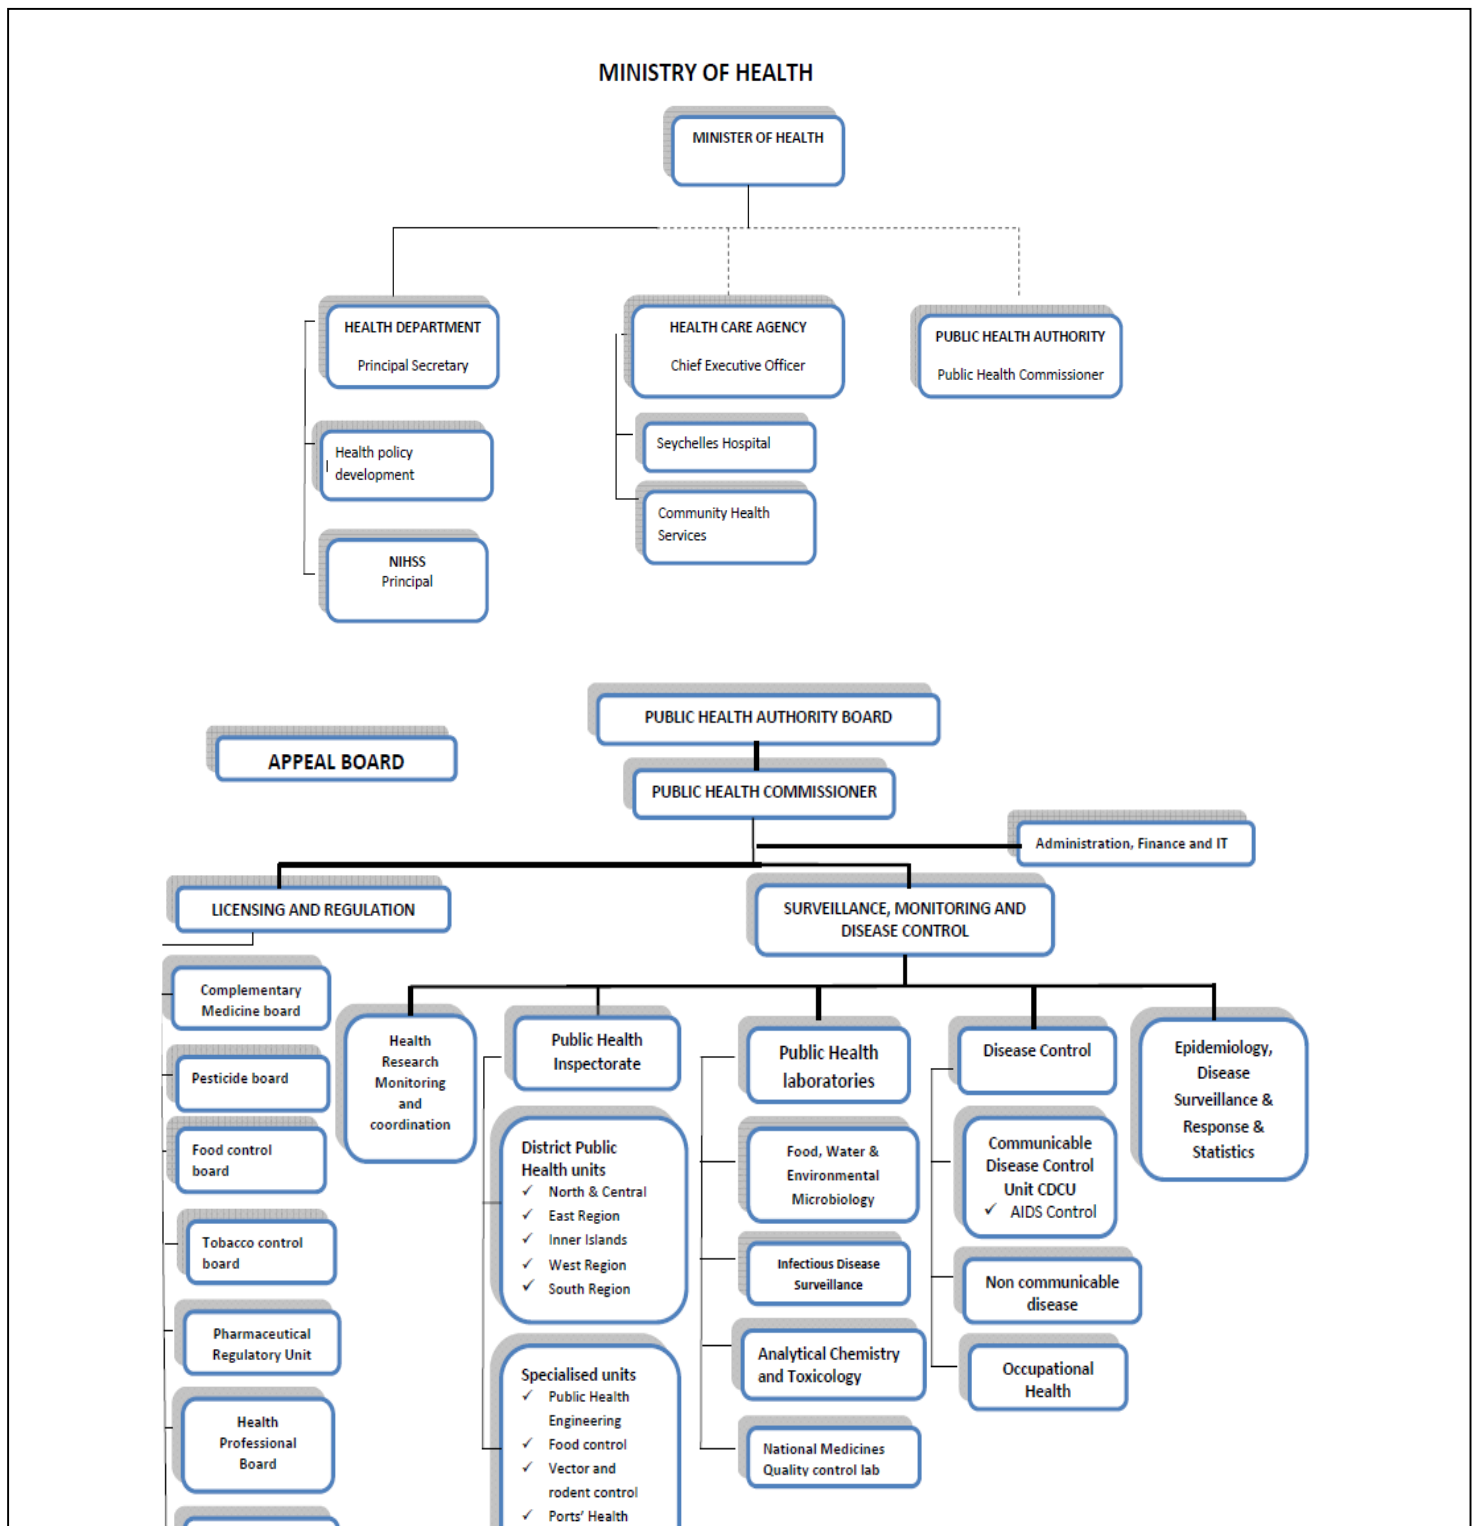 MINISTRY OF HEALTH
MINISTER OF HEALTH
HEALTH DEPARTMENT
Principal Secretary
Health policy
development
NIHSS
Principal
HEALTH CARE AGENCY
Chief Executive Officer
Seychelles Hospital
Community Health
Services
PUBLIC HEALTH AUTHORITY
Public Health Commissioner
PUBLIC HEALTH AUTHORITY BOARD
APPEAL BOARD
PUBLIC HEALTH COMMISSIONER
Administration, Finance and IT
LICENSING AND REGULATION
SURVEILLANCE, MONITORING AND
DISEASE CONTROL
Complementary
Medicine board
Pesticide board
Food control
board
Tobacco control
board
Pharmaceutical
Regulatory Unit
Health
Professional
Board
Health
Research
Monitoring
and
coordination
Public Health
Inspectorate
District Public
Health units
✓ North & Central
✓ East Region
✓ Inner Islands
✓ West Region
✓ South Region
Specialised units
✓ Public Health
Engineering
✓ Food control
✓ Vector and
rodent control
✓ Ports' Health
Public Health
laboratories
Food, Water &
Environmental
Microbiology
Infectious Disease
Surveillance
Analytical Chemistry
and Toxicology
National Medicines
Quality control lab
Disease Control
Communicable
Disease Control
Unit CDCU
✓ AIDS Control
Non communicable
disease
Occupational
Health
Epidemiology,
Disease
Surveillance &
Response &
Statistics